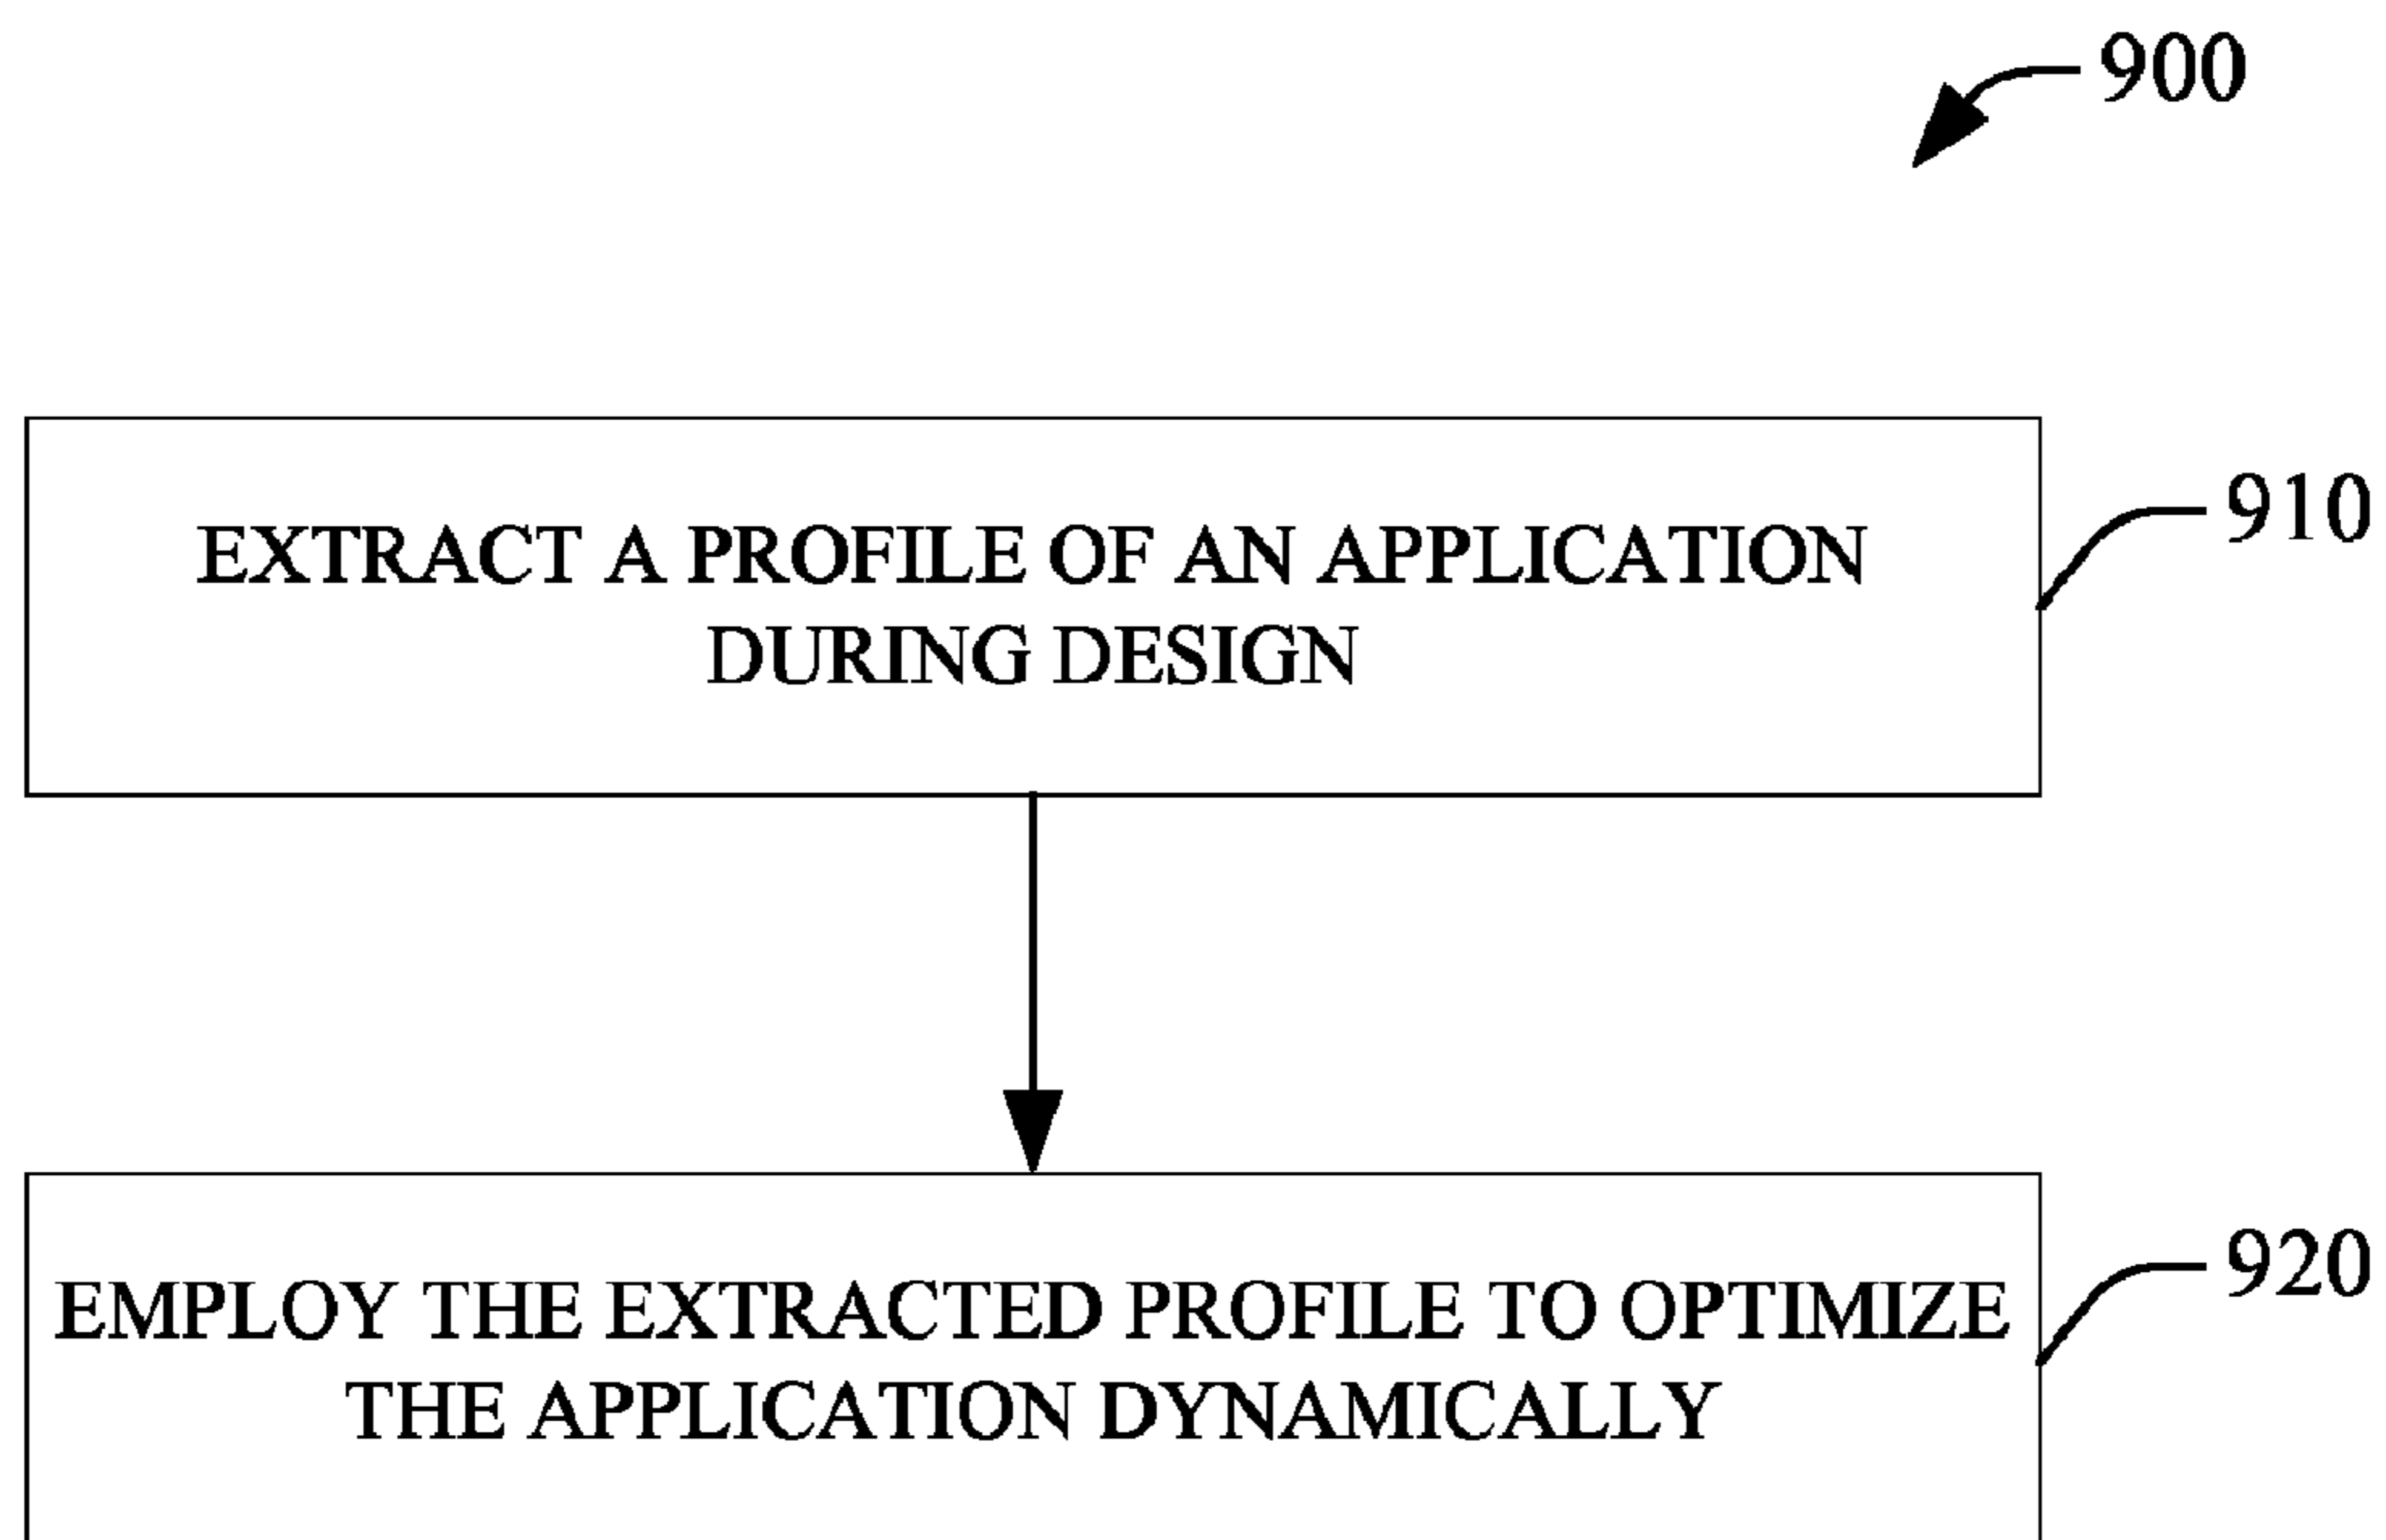 900
EXTRACT A PROFILE OF AN APPLICATION
DURING DESIGN
910
EMPLOY THE EXTRACTED PROFILE TO OPTIMIZE
THE APPLICATION DYNAMICALLY
920